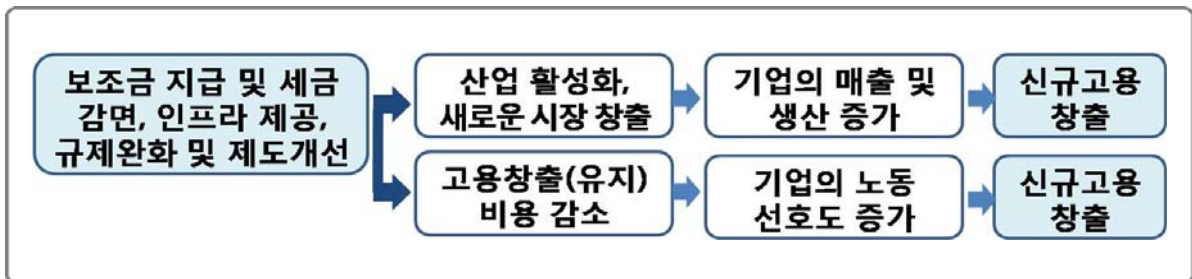 보조금 지급 및 세금
감면, 인프라 제공,
규제완화 및 제도개선
산업 활성화,
새로운 시장 창출
기업의 매출 및
생산 증가
신규고용
창출
고용창출(유지)
비용 감소
기업의 노동
선호도 증가
신규고용
창출